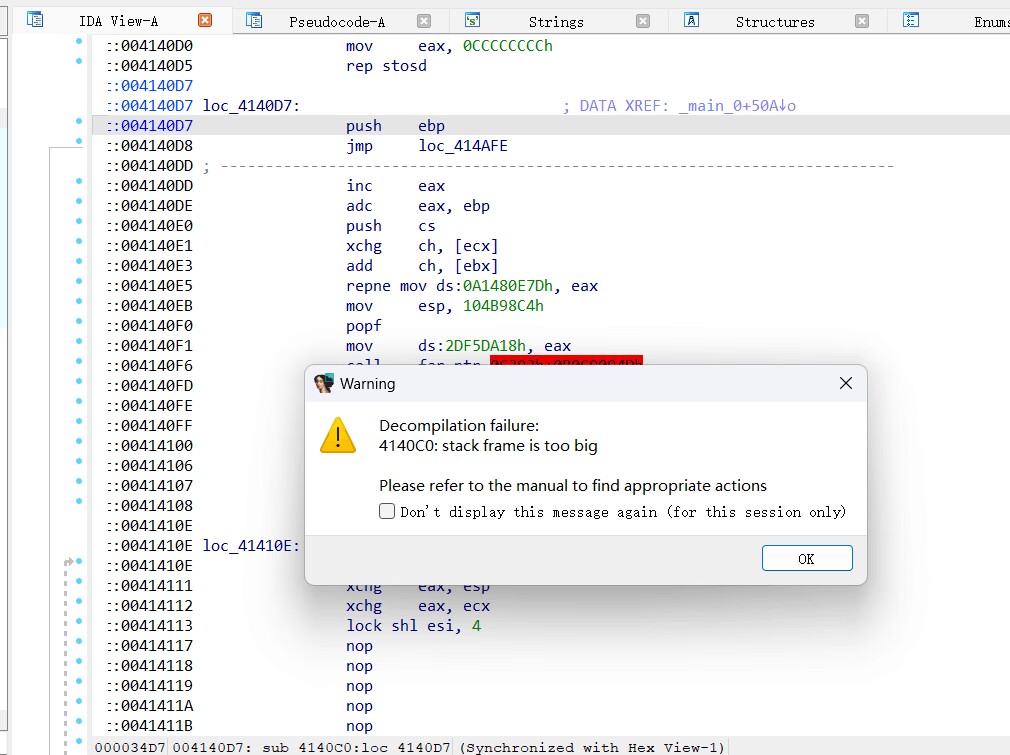 IDA View-A Pseudocode-A Strings Structures Enums
::004140D0 mov eax, 0CCCCCCCCh
::004140D5 rep stosd
::004140D7
::004140D7 loc_4140D7: ; DATA XREF: _main_0+50A↓o
::004140D7 push ebp
::004140D8 jmp loc_414AFE
::004140DD ; ---------------------------------------------------------------------------
::004140DD inc eax
::004140DE adc eax, ebp
::004140E0 push cs
::004140E1 xchg ch, [ecx]
::004140E3 add ch, [ebx]
::004140E5 repne mov ds:0A1480E7Dh, eax
::004140EB mov esp, 104B98C4h
::004140F0 popf
::004140F1 mov ds:2DF5DA18h, eax
::004140F6 call far ptr
::004140FD
::004140FE
::004140FF
::00414100
::00414106
::00414107
::00414108
::0041410E
::0041410E loc_41410E:
::0041410E
::00414111 xchg eax, esp
::00414112 xchg eax, ecx
::00414113 lock shl esi, 4
::00414117 nop
::00414118 nop
::00414119 nop
::0041411A nop
::0041411B nop
Warning
Decompilation failure:
4140C0: stack frame is too big
Please refer to the manual to find appropriate actions
Don't display this message again (for this session only)
OK
000034D7 004140D7: sub_4140C0:loc_4140D7 (Synchronized with Hex View-1)